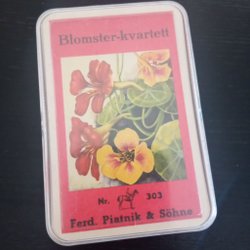 Blomster-kvartett
Nr. 303
Ferd. Piatnik & Söhne